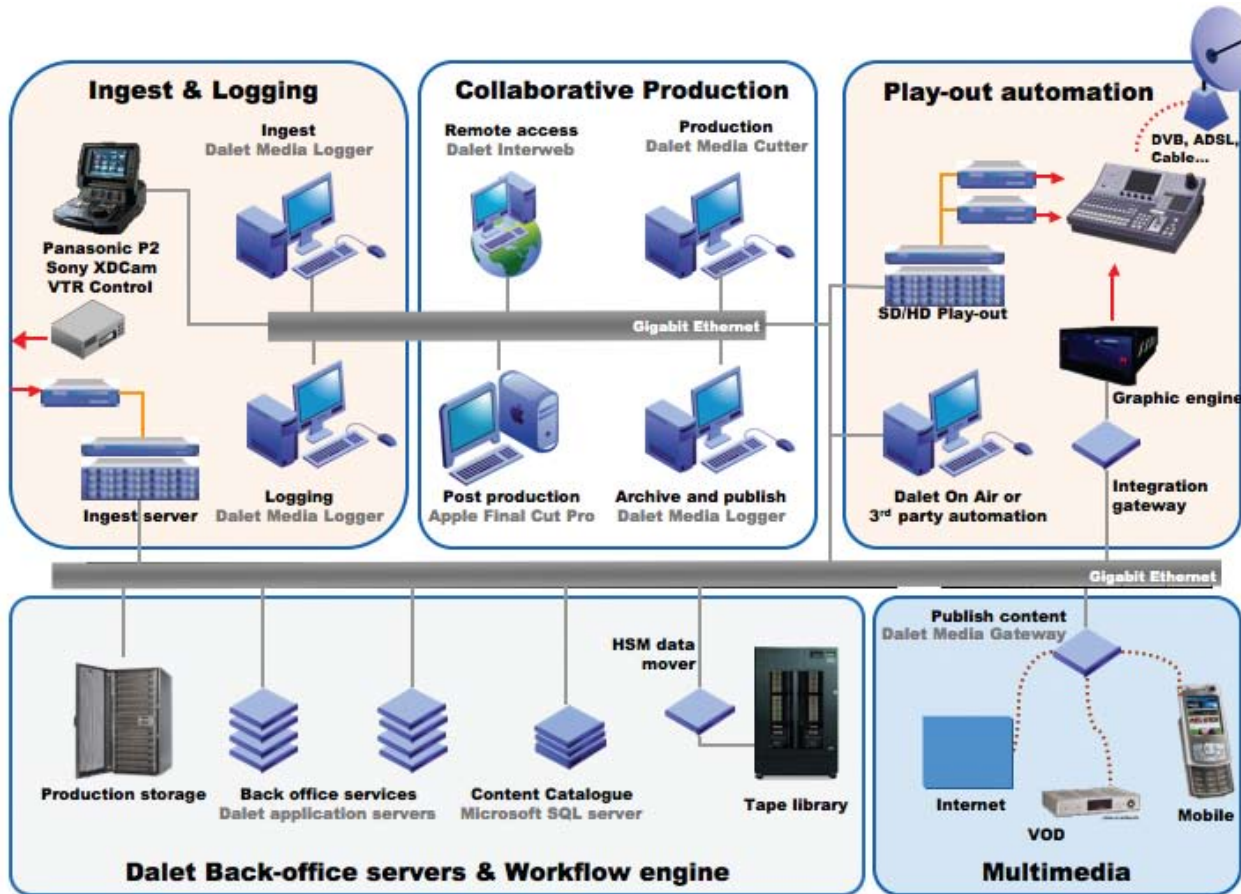 Ingest & Logging
Ingest
Dalet Media Logger
Panasonic P2
Sony XDCam
VTR Control
Ingest server
Logging
Dalet Media Logger
Collaborative Production
Remote access
Dalet Interweb
Production
Dalet Media Cutter
Gigabit Ethernet
Post production
Apple Final Cut Pro
Archive and publish
Dalet Media Logger
Play-out automation
DVB, ADSL,
Cable...
SD/HD Play-out
Graphic engine
Dalet On Air or
3rd party automation
Integration
gateway
Gigabit Ethernet
Production storage
Back office services
Dalet application servers
Content Catalogue
Microsoft SQL server
HSM data
mover
Tape library
Dalet Back-office servers & Workflow engine
Publish content
Dalet Media Gateway
Internet
VOD
Mobile
Multimedia